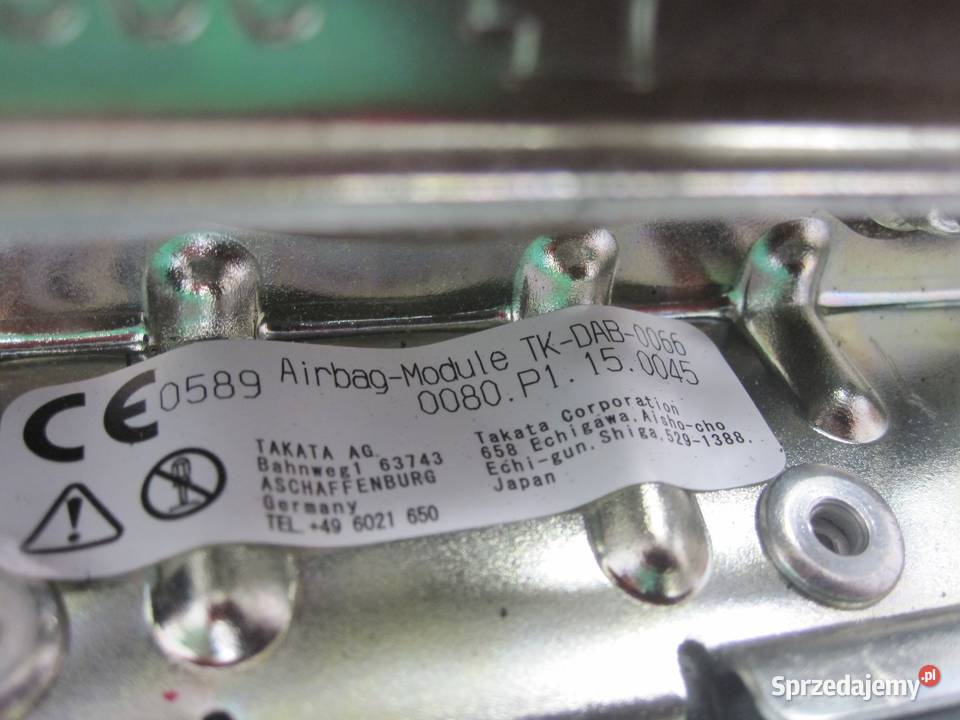 CE 0589 Airbag-Module TK-DAB-0066
0080.P1.15.0045
TAKATA AG.
Bahnweg1 63743
ASCHAFFENBURG
Germany
TEL.+49 6021 650
Takata Corporation
658 Echigawa,Aisho-cho
Echi-gun. Shiga,529-1388.
Japan
Sprzedajemy.pl